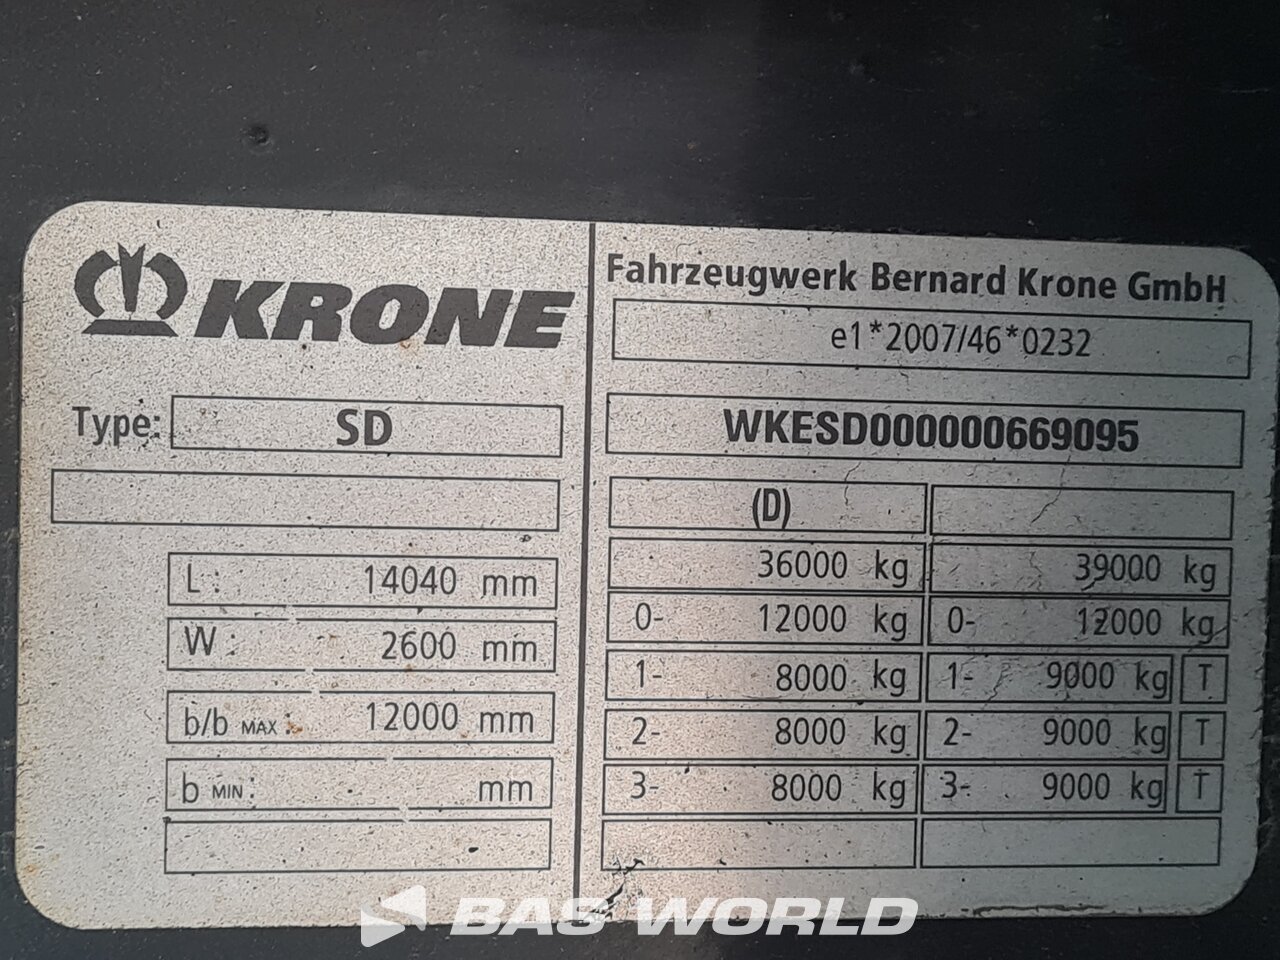 KRONE
Type: SD
L: 14040 mm
W: 2600 mm
b/b MAX: 12000 mm
b MIN: mm
Fahrzeugwerk Bernard Krone GmbH
e1*2007/46*0232
WKESD000000669095
(D)
36000 kg 39000 kg
0- 12000 kg 0- 12000 kg
1- 8000 kg 1- 9000 kg T
2- 8000 kg 2- 9000 kg T
3- 8000 kg 3- 9000 kg T
BAS WORLD